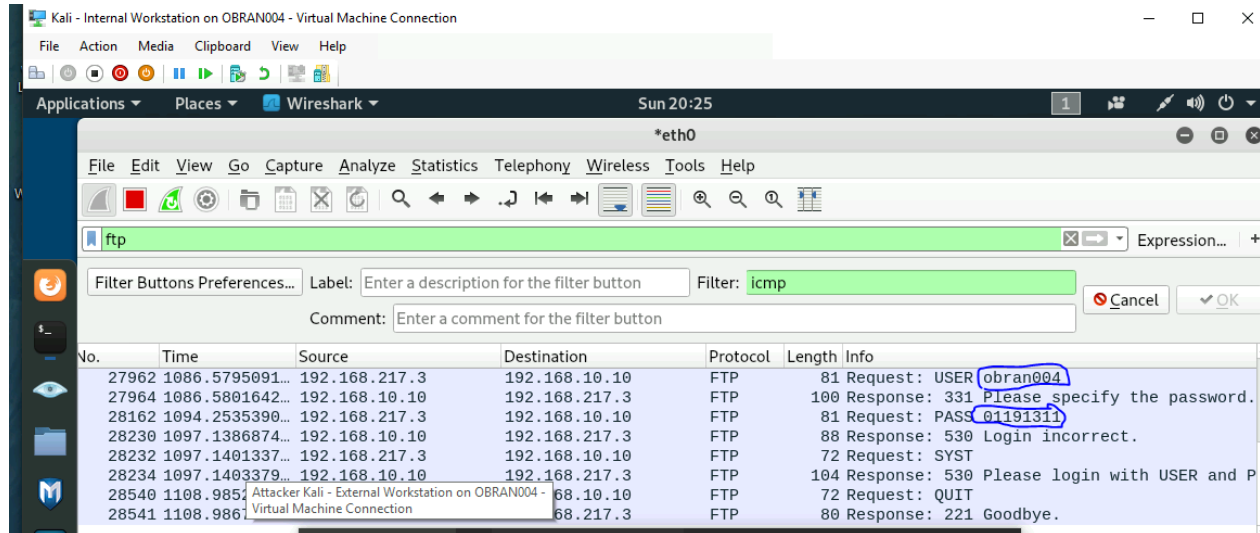 Kali - Internal Workstation on OBRAN004 - Virtual Machine Connection
File Action Media Clipboard View Help
Applications Places Wireshark Sun 20:25 1
*eth0
File Edit View Go Capture Analyze Statistics Telephony Wireless Tools Help
ftp Expression... +
Filter Buttons Preferences... Label: Enter a description for the filter button Filter: icmp
Cancel OK
Comment: Enter a comment for the filter button
No. Time Source Destination Protocol Length Info
27962 1086.5795091… 192.168.217.3 192.168.10.10 FTP 81 Request: USER obran004
27964 1086.5801642… 192.168.10.10 192.168.217.3 FTP 100 Response: 331 Please specify the password.
28162 1094.2535390… 192.168.217.3 192.168.10.10 FTP 81 Request: PASS 01191311
28230 1097.1386874… 192.168.10.10 192.168.217.3 FTP 88 Response: 530 Login incorrect.
28232 1097.1401337… 192.168.217.3 192.168.10.10 FTP 72 Request: SYST
28234 1097.1403379… 192.168.10.10 192.168.217.3 FTP 104 Response: 530 Please login with USER and P
28540 1108.9852 68.10.10 FTP 72 Request: QUIT
28541 1108.9867 68.217.3 FTP 80 Response: 221 Goodbye.
Attacker Kali - External Workstation on OBRAN004 -
Virtual Machine Connection